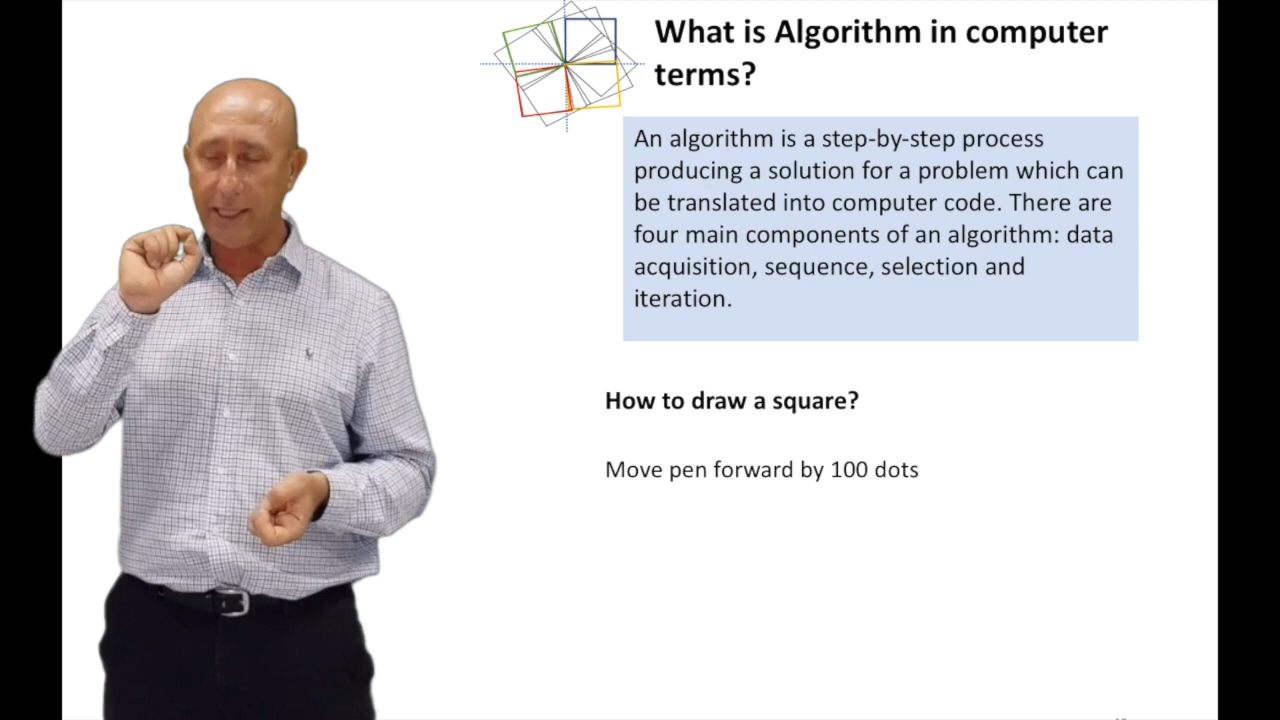 What is Algorithm in computer
terms?
An algorithm is a step-by-step process
producing a solution for a problem which can
be translated into computer code. There are
four main components of an algorithm: data
acquisition, sequence, selection and
iteration.
How to draw a square?
Move pen forward by 100 dots